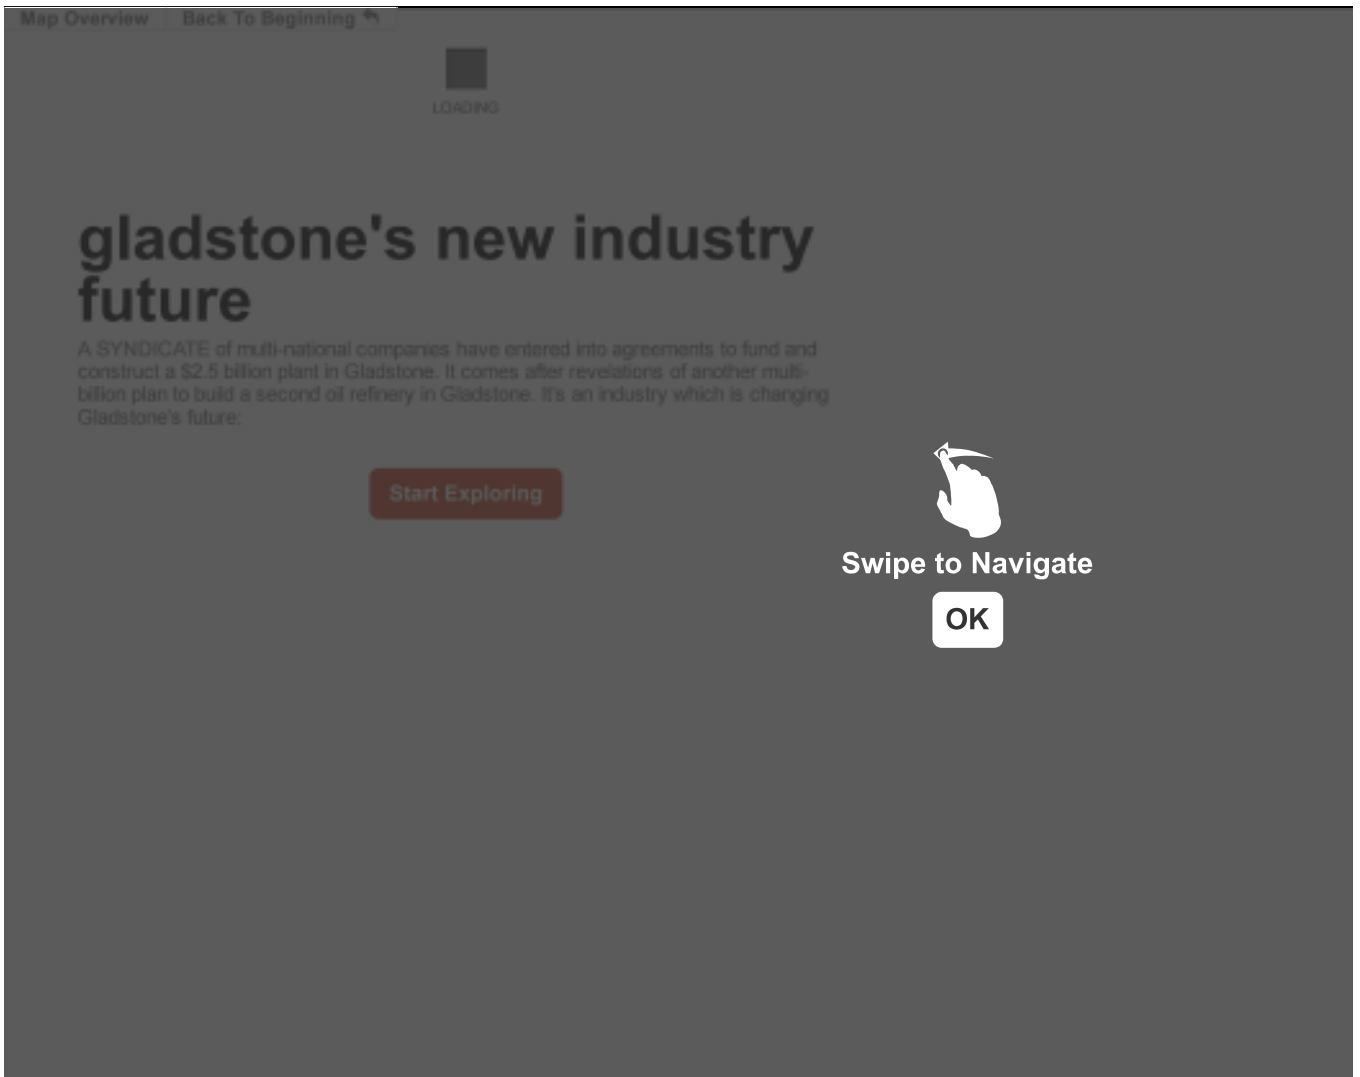 Map Overview
Back To Beginning
LOADING
gladstone's new industry
future
A SYNDICATE of multi-national companies have entered into agreements to fund and
construct a $2.5 billion plant in Gladstone. It comes after revelations of another multi-
billion plan to build a second oil refinery in Gladstone. It's an industry which is changing
Gladstone's future:
Start Exploring
Swipe to Navigate
OK